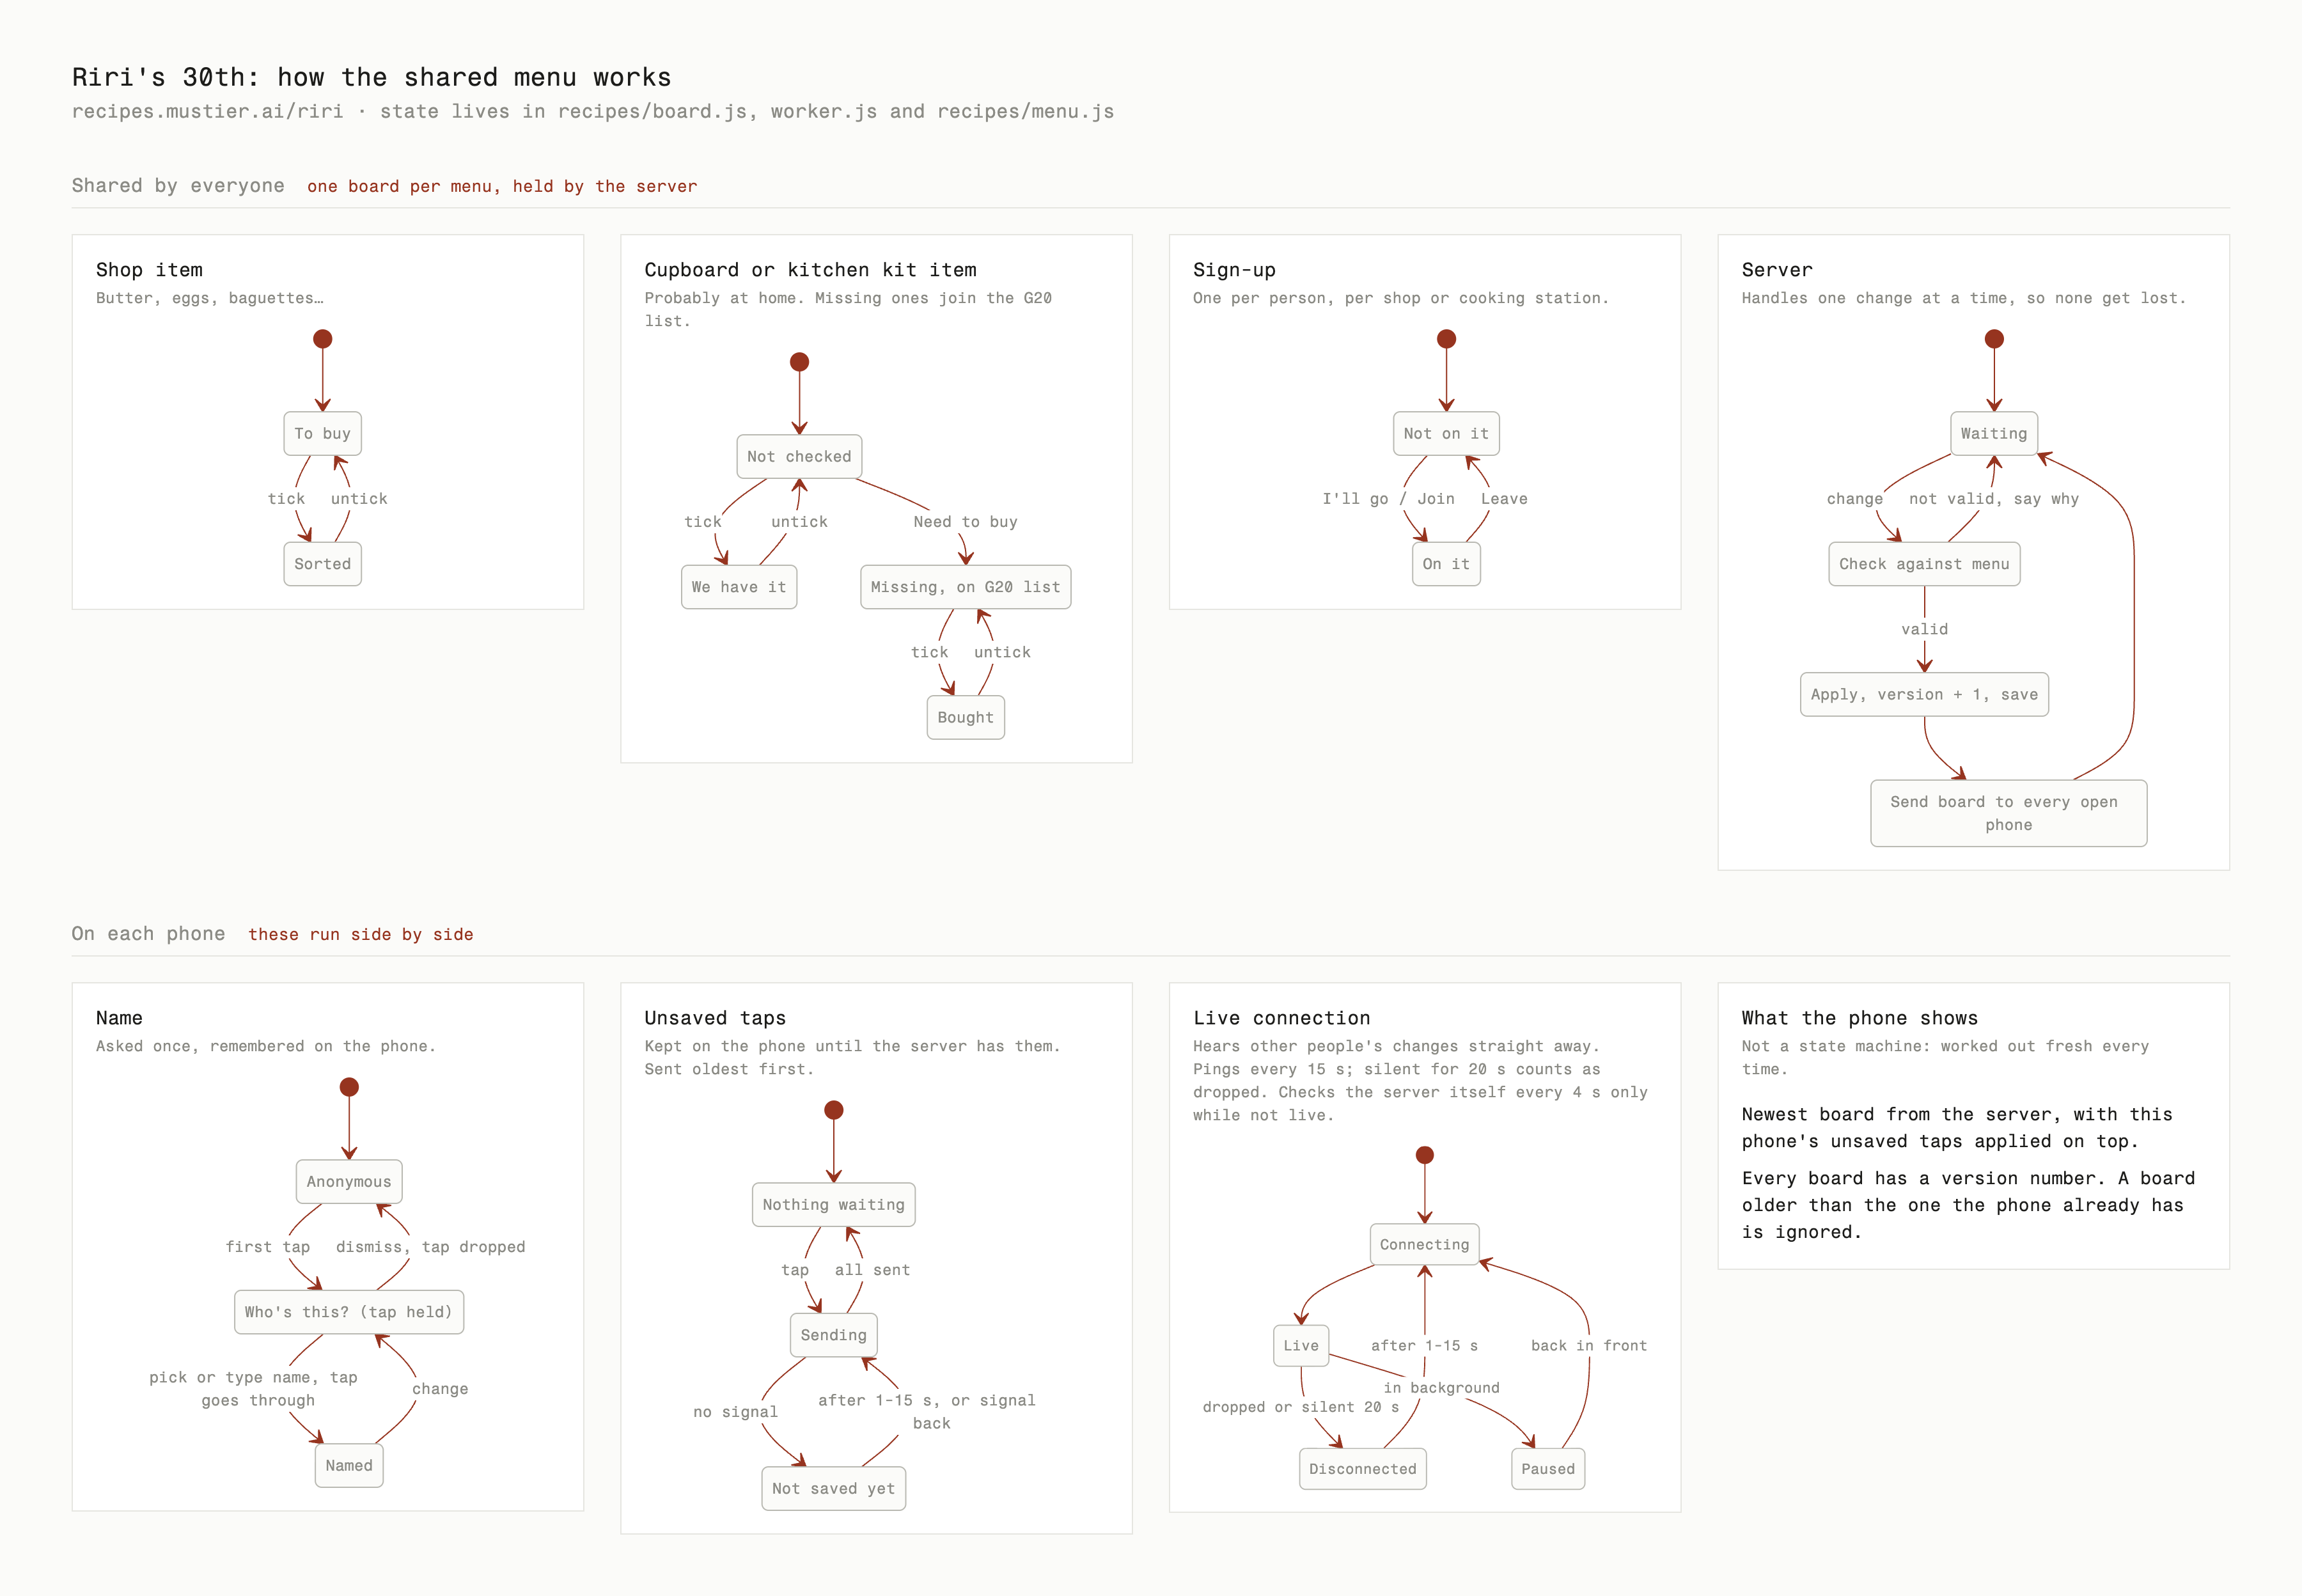 Riri's 30th: how the shared menu works
recipes.mustier.ai/riri · state lives in recipes/board.js, worker.js and recipes/menu.js
Shared by everyone one board per menu, held by the server
Shop item
Butter, eggs, baguettes…
To buy
tick untick
Sorted
Cupboard or kitchen kit item
Probably at home. Missing ones join the G20
list.
Not checked
tick untick Need to buy
We have it Missing, on G20 list
tick untick
Bought
Sign-up
One per person, per shop or cooking station.
Not on it
I'll go / Join Leave
On it
Server
Handles one change at a time, so none get lost.
Waiting
change not valid, say why
Check against menu
valid
Apply, version + 1, save
Send board to every open
phone
On each phone these run side by side
Name
Asked once, remembered on the phone.
Anonymous
first tap dismiss, tap dropped
Who's this? (tap held)
pick or type name, tap
goes through
change
Named
Unsaved taps
Kept on the phone until the server has them.
Sent oldest first.
Nothing waiting
tap all sent
Sending
no signal
after 1-15 s, or signal
back
Not saved yet
Live connection
Hears other people's changes straight away.
Pings every 15 s; silent for 20 s counts as
dropped. Checks the server itself every 4 s only
while not live.
Connecting
Live after 1-15 s back in front
in background
dropped or silent 20 s
Disconnected Paused
What the phone shows
Not a state machine: worked out fresh every
time.
Newest board from the server, with this
phone's unsaved taps applied on top.
Every board has a version number. A board
older than the one the phone already has
is ignored.